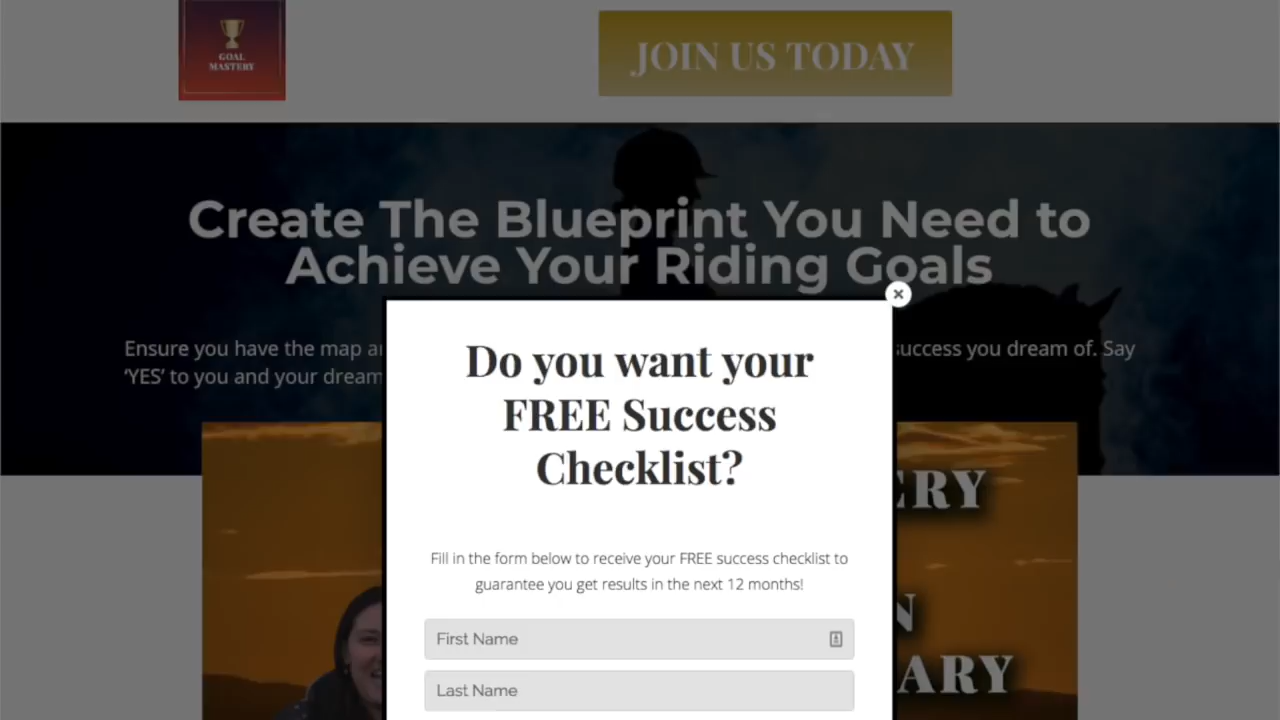 GOAL
MASTERY
JOIN US TODAY
Create The Blueprint You Need to
Achieve Your Riding Goals
Ensure you have the map
success you dream of. Say
‘YES’ to you and your dream
Do you want your
FREE Success
Checklist?
Fill in the form below to receive your FREE success checklist to
guarantee you get results in the next 12 months!
First Name
Last Name